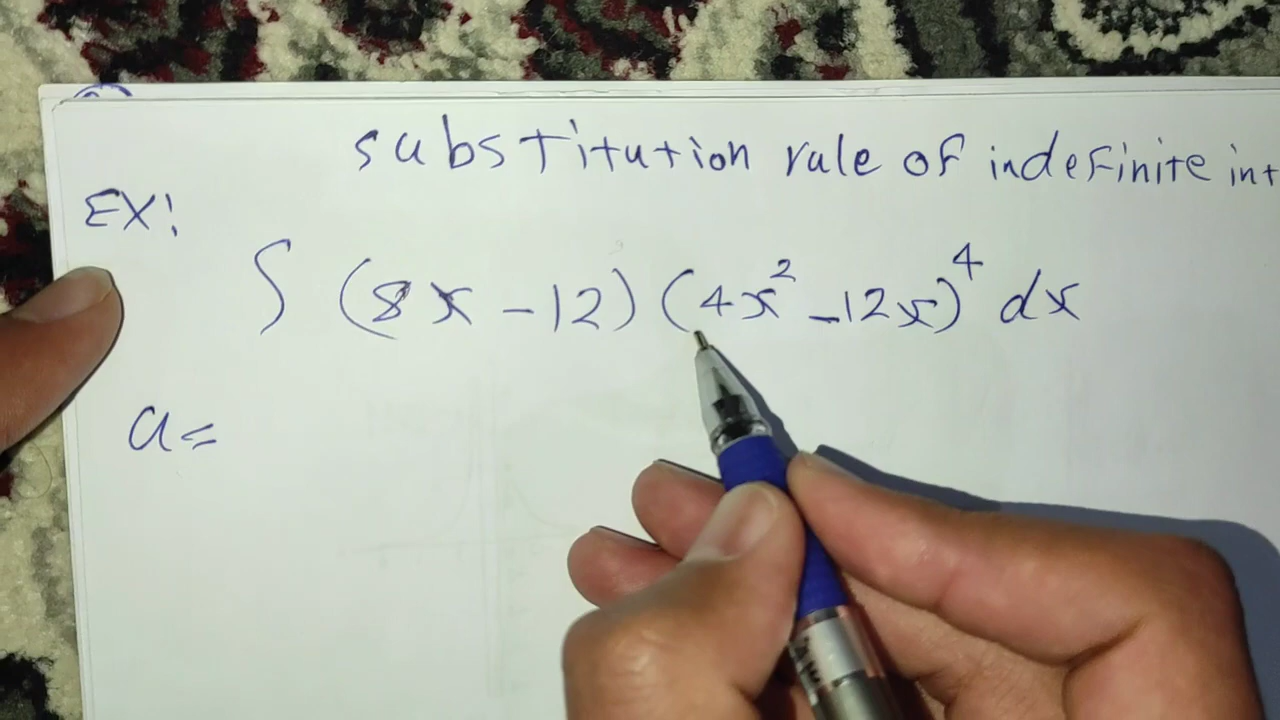 substitution rule of indefinite int
EX:
∫ (8x - 12) (4x² - 12x)⁴ dx
u=